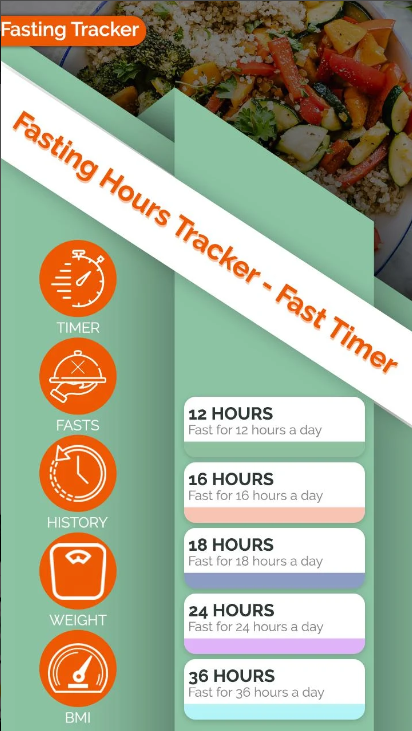 Fasting Tracker
Fasting Hours Tracker - Fast Timer
TIMER
FASTS
HISTORY
WEIGHT
BMI
12 HOURS
Fast for 12 hours a day
16 HOURS
Fast for 16 hours a day
18 HOURS
Fast for 18 hours a day
24 HOURS
Fast for 24 hours a day
36 HOURS
Fast for 36 hours a day